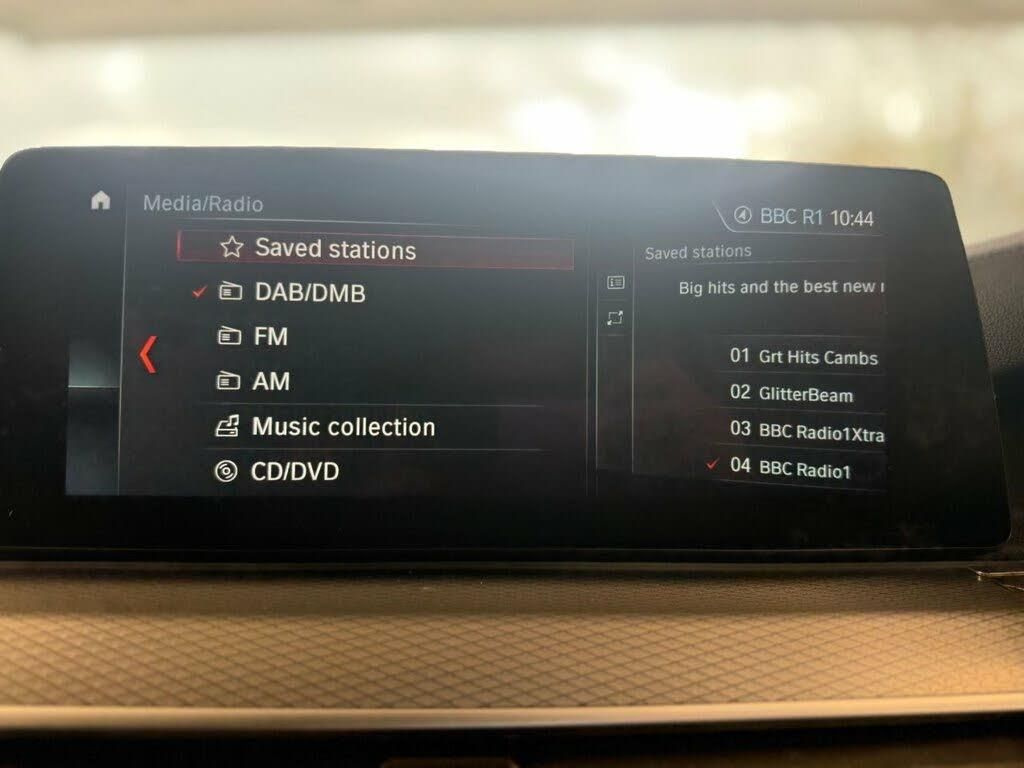 Media/Radio
BBC R1 10:44
Saved stations
DAB/DMB
FM
AM
Music collection
CD/DVD
Saved stations
Big hits and the best new
01 Grt Hits Cambs
02 GlitterBeam
03 BBC Radio1Xtra
04 BBC Radio1